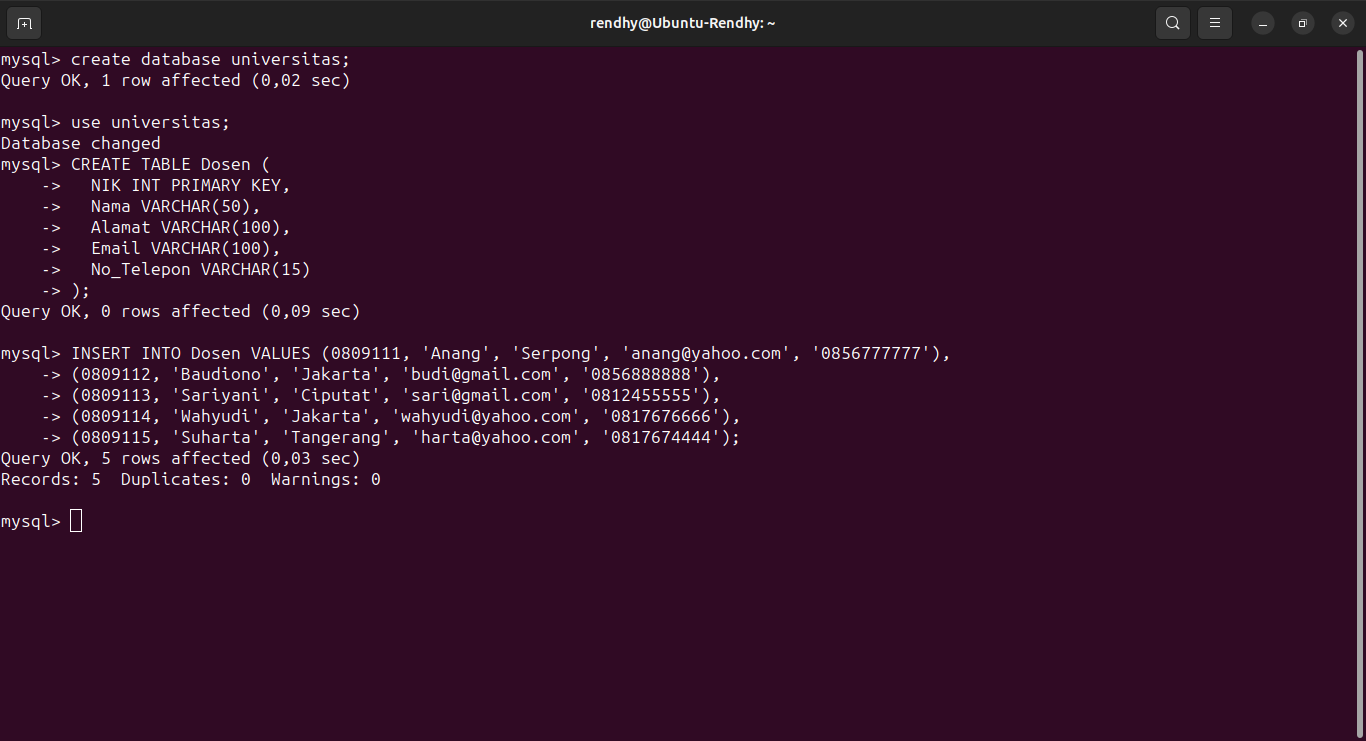 rendhy@Ubuntu-Rendhy: ~
mysql> create database universitas;
Query OK, 1 row affected (0,02 sec)
mysql> use universitas;
Database changed
mysql> CREATE TABLE Dosen (
    ->   NIK INT PRIMARY KEY,
    ->   Nama VARCHAR(50),
    ->   Alamat VARCHAR(100),
    ->   Email VARCHAR(100),
    ->   No_Telepon VARCHAR(15)
    -> );
Query OK, 0 rows affected (0,09 sec)
mysql> INSERT INTO Dosen VALUES (0809111, 'Anang', 'Serpong', 'anang@yahoo.com', '0856777777'),
    -> (0809112, 'Baudiono', 'Jakarta', 'budi@gmail.com', '0856888888'),
    -> (0809113, 'Sariyani', 'Ciputat', 'sari@gmail.com', '0812455555'),
    -> (0809114, 'Wahyudi', 'Jakarta', 'wahyudi@yahoo.com', '0817676666'),
    -> (0809115, 'Suharta', 'Tangerang', 'harta@yahoo.com', '0817674444');
Query OK, 5 rows affected (0,03 sec)
Records: 5  Duplicates: 0  Warnings: 0
mysql>